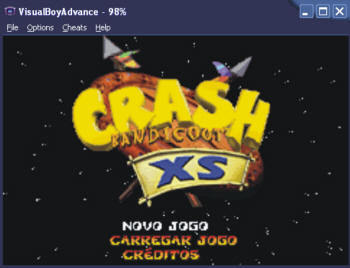 VisualBoyAdvance - 98%
File Options Cheats Help
CRASH
BANDICOOT
XS
NOVO JOGO
CARREGAR JOGO
CRÉDITOS